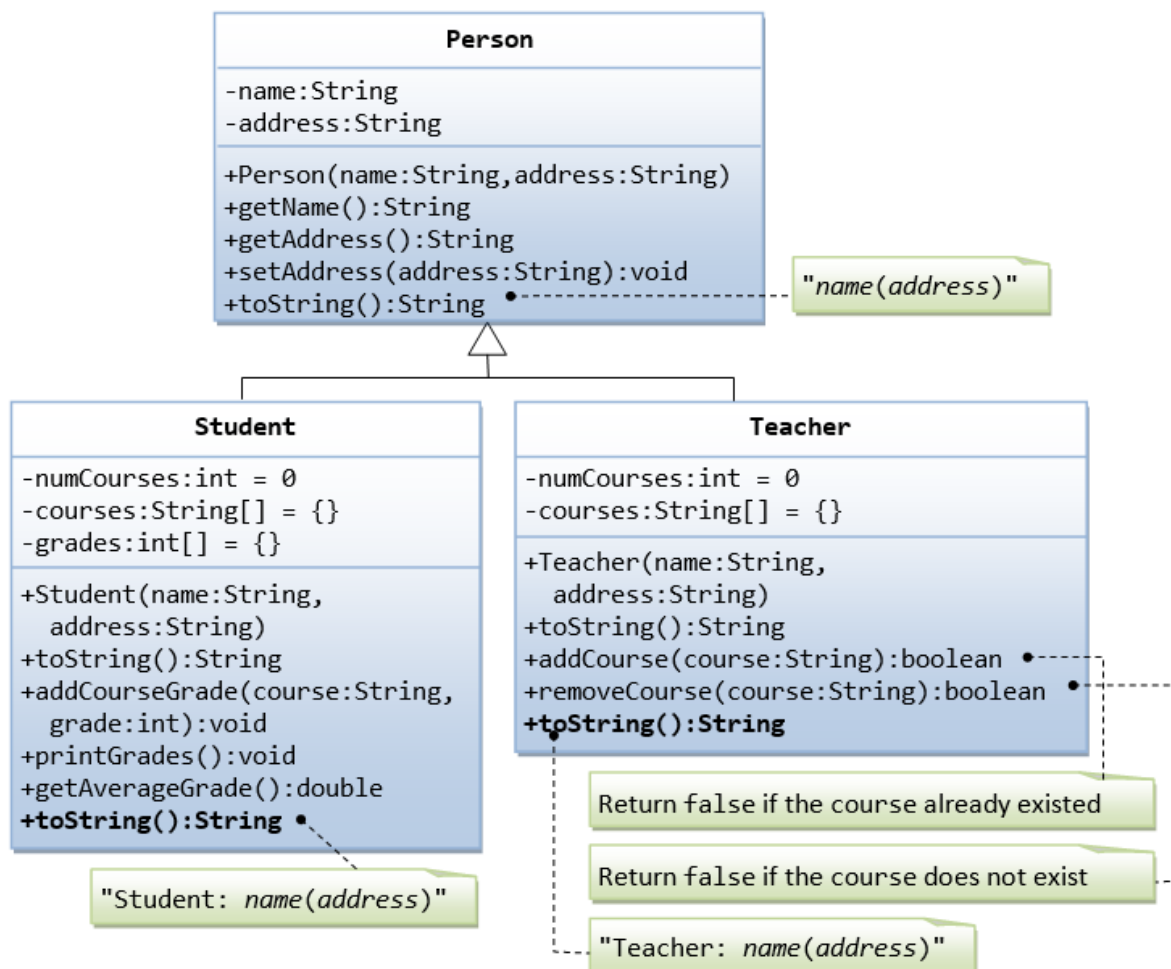 Person
-name:String
-address:String
+Person(name:String,address:String)
+getName():String
+getAddress():String
+setAddress(address:String):void
+toString():String
"name(address)"
Student
-numCourses:int = 0
-courses:String[] = {}
-grades:int[] = {}
+Student(name:String,
address:String)
+toString():String
+addCourseGrade(course:String,
grade:int):void
+printGrades():void
+getAverageGrade():double
+toString():String
"Student: name(address)"
Teacher
-numCourses:int = 0
-courses:String[] = {}
+Teacher(name:String,
address:String)
+toString():String
+addCourse(course:String):boolean
+removeCourse(course:String):boolean
+toString():String
Return false if the course already existed
Return false if the course does not exist
"Teacher: name(address)"